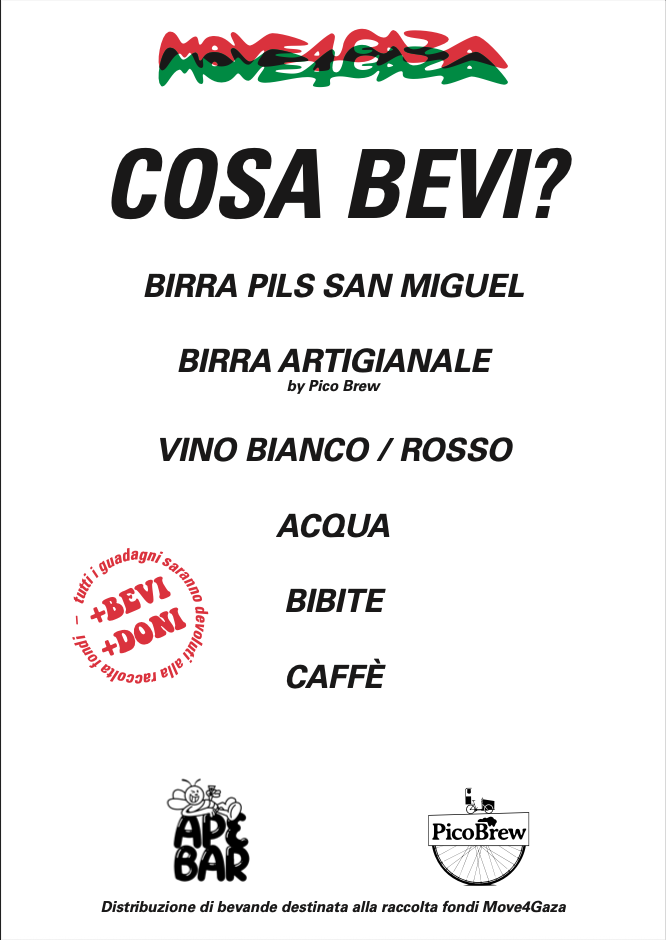 MOVE4GAZA
MOVE4GAZA
COSA BEVI?
BIRRA PILS SAN MIGUEL
BIRRA ARTIGIANALE
by Pico Brew
VINO BIANCO / ROSSO
ACQUA
BIBITE
CAFFÈ
tutti i guadagni saranno devoluti alla raccolta fondi –
+BEVI
+DONI
APE
BAR
PicoBrew
Distribuzione di bevande destinata alla raccolta fondi Move4Gaza